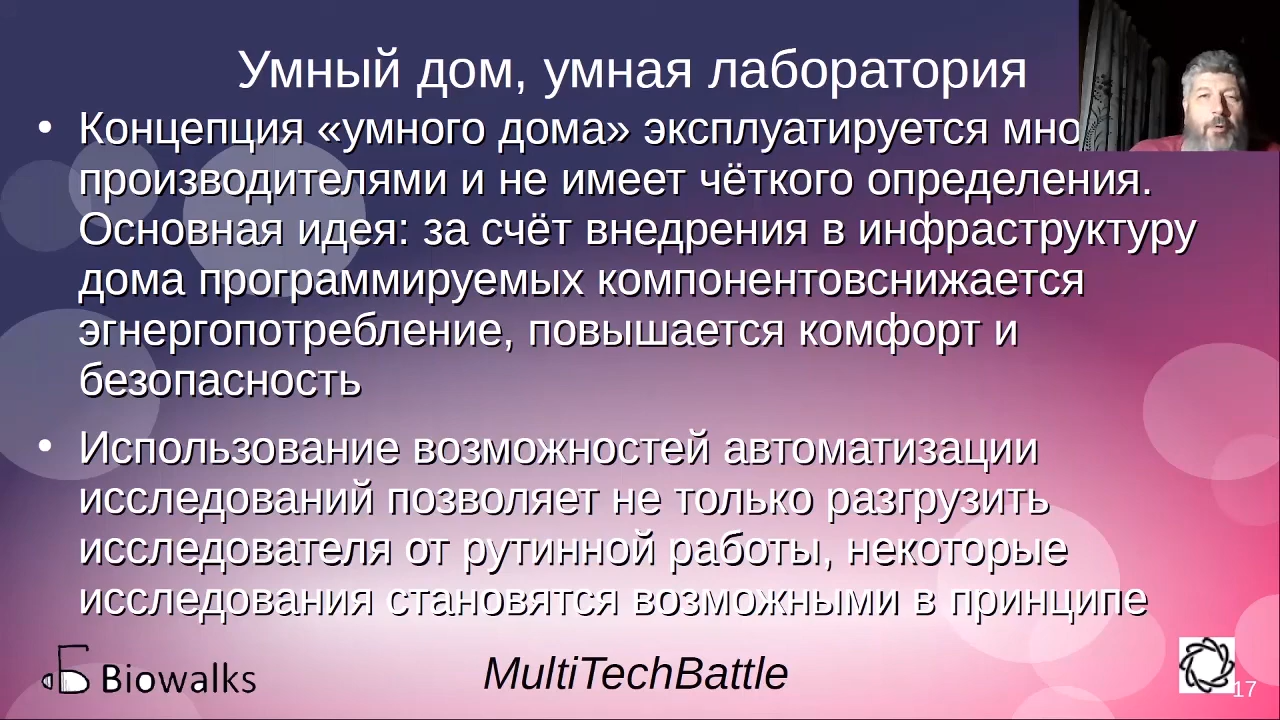 Умный дом, умная лаборатория
• Концепция «умного дома» эксплуатируется
производителями и не имеет чёткого определения.
Основная идея: за счёт внедрения в инфраструктуру
дома программируемых компонентовснижается
эгнергопотребление, повышается комфорт и
безопасность
• Использование возможностей автоматизации
исследований позволяет не только разгрузить
исследователя от рутинной работы, некоторые
исследования становятся возможными в принципе
Biowalks
MultiTechBattle
17